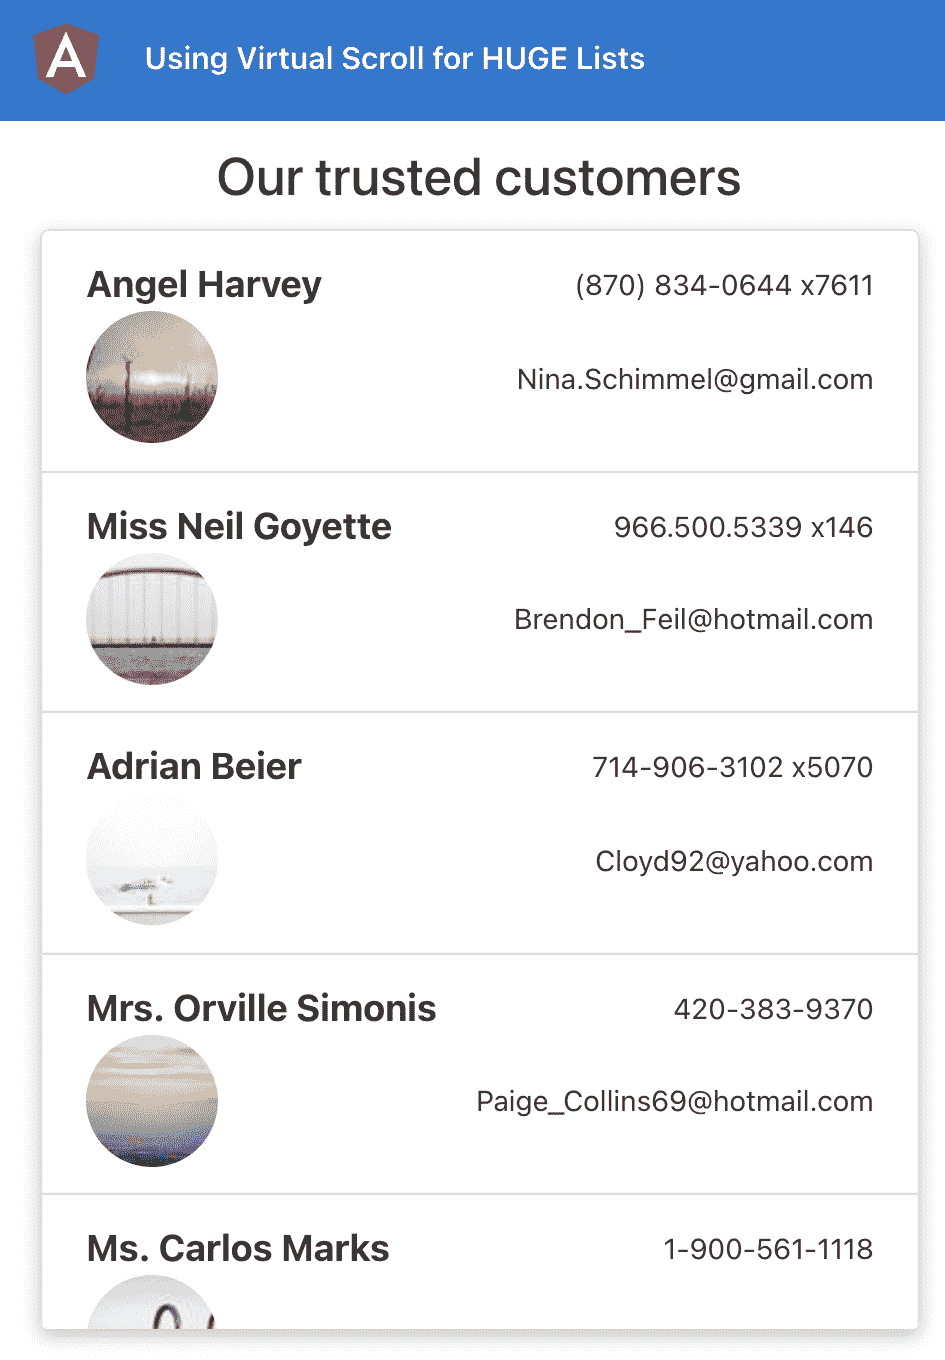 A
Using Virtual Scroll for HUGE Lists
Our trusted customers
Angel Harvey
(870) 834-0644 x7611
Nina.Schimmel@gmail.com
Miss Neil Goyette
966.500.5339 x146
Brendon_Feil@hotmail.com
Adrian Beier
714-906-3102 x5070
Cloyd92@yahoo.com
Mrs. Orville Simonis
420-383-9370
Paige_Collins69@hotmail.com
Ms. Carlos Marks
1-900-561-1118